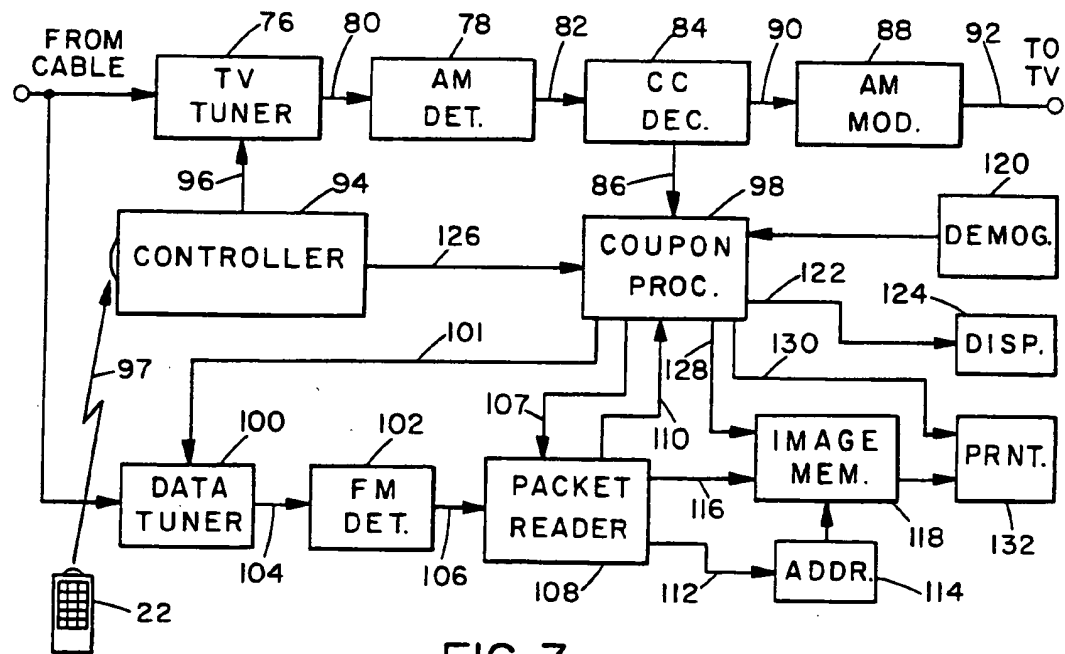 76
80
78
82
84
90
88
92
FROM
CABLE
TO
TV
TV
TUNER
AM
DET.
CC
DEC.
AM
MOD.
96
94
86
98
120
CONTROLLER
126
COUPON
PROC.
DEMOG.
122
124
DISP.
101
128
130
97
107
110
100
102
DATA
TUNER
FM
DET.
PACKET
READER
IMAGE
MEM.
PRNT.
116
118
132
104
106
108
112
ADDR.
114
22